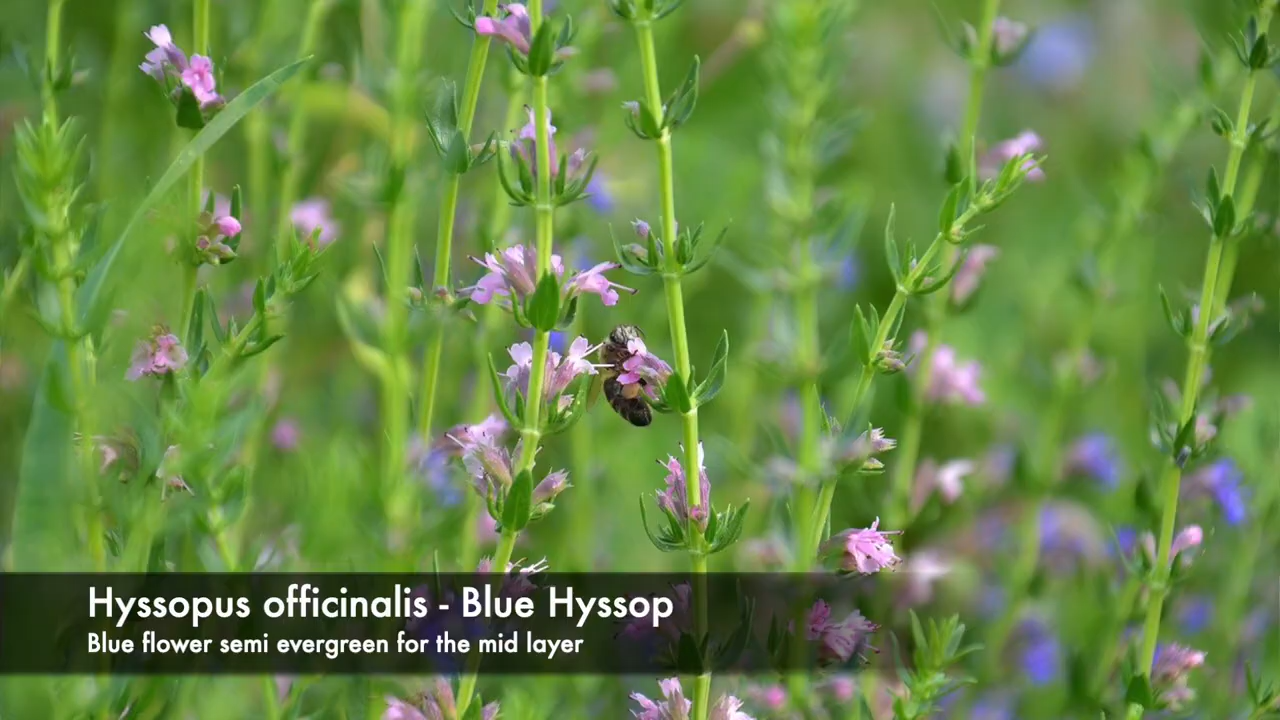 Hyssopus officinalis - Blue Hyssop
Blue flower semi evergreen for the mid layer